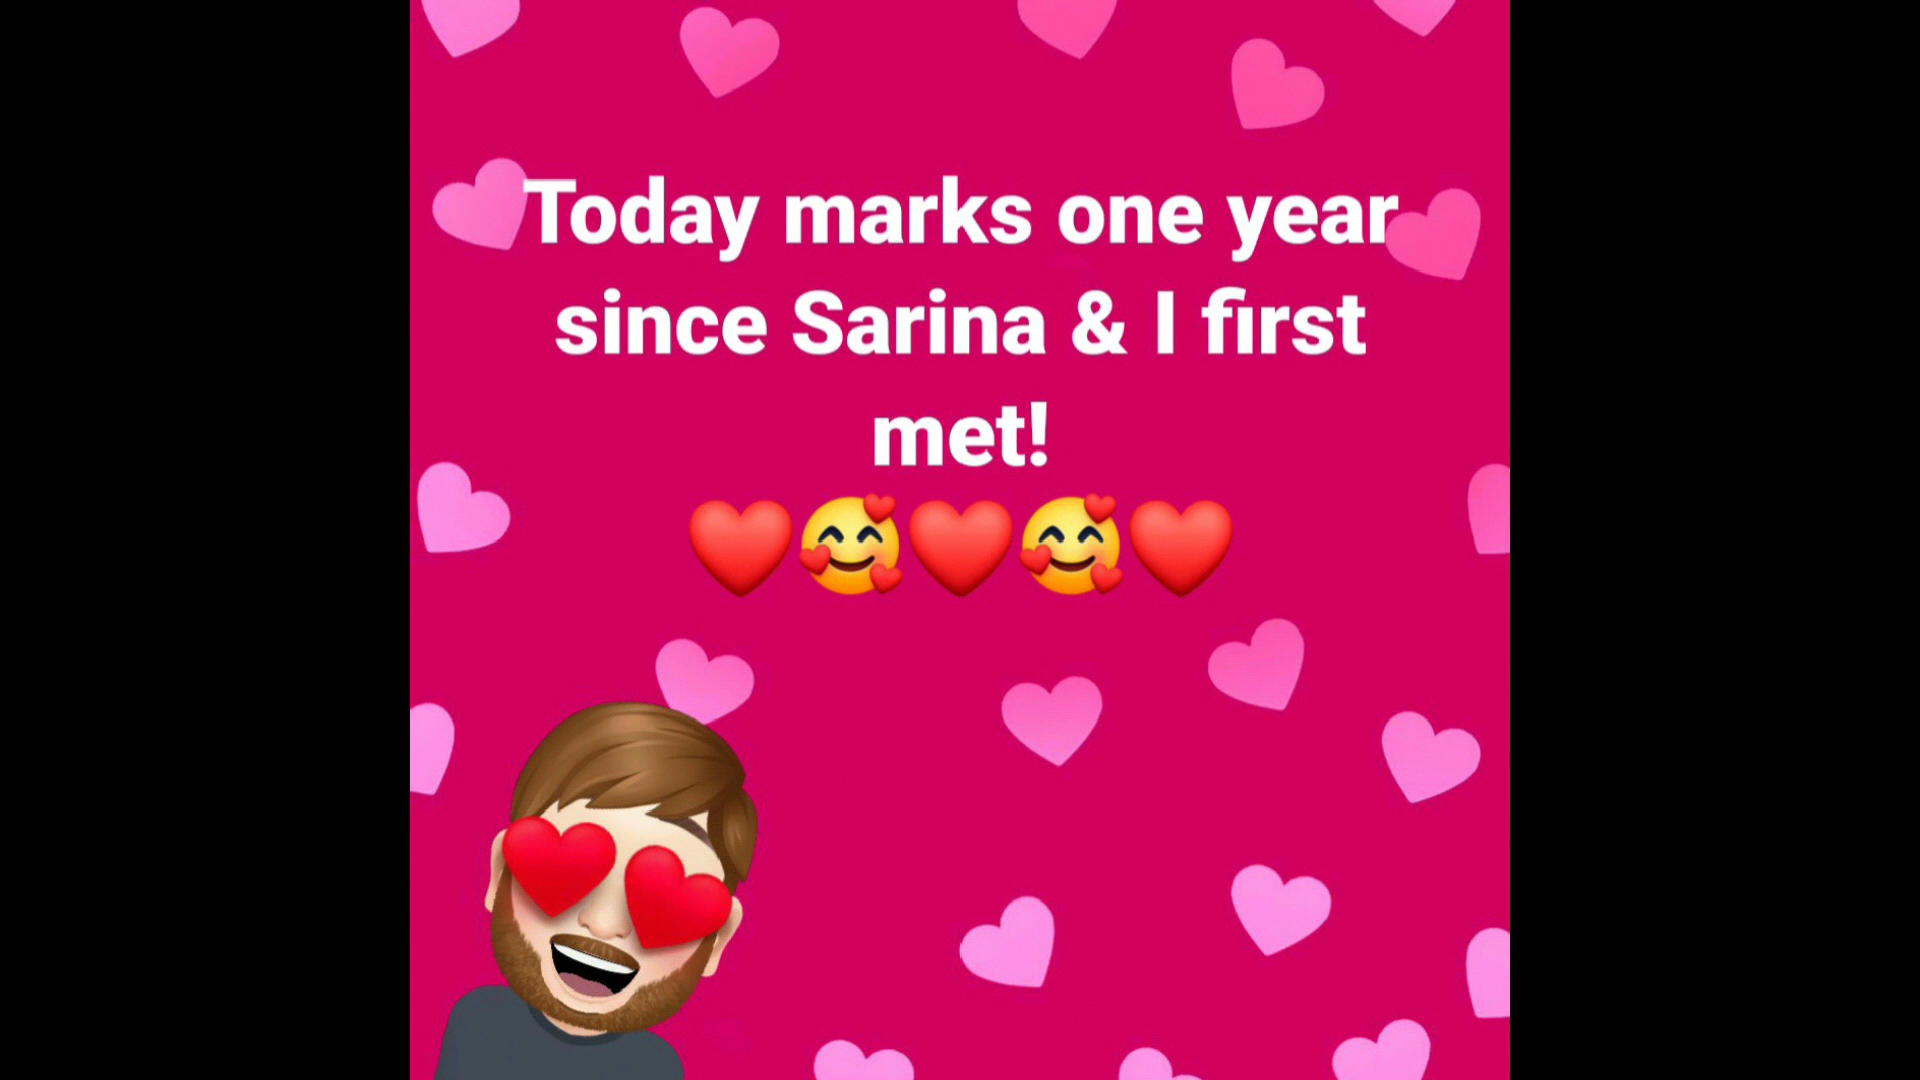 Today marks one year
since Sarina & I first
met!
❤️🥰❤️🥰❤️